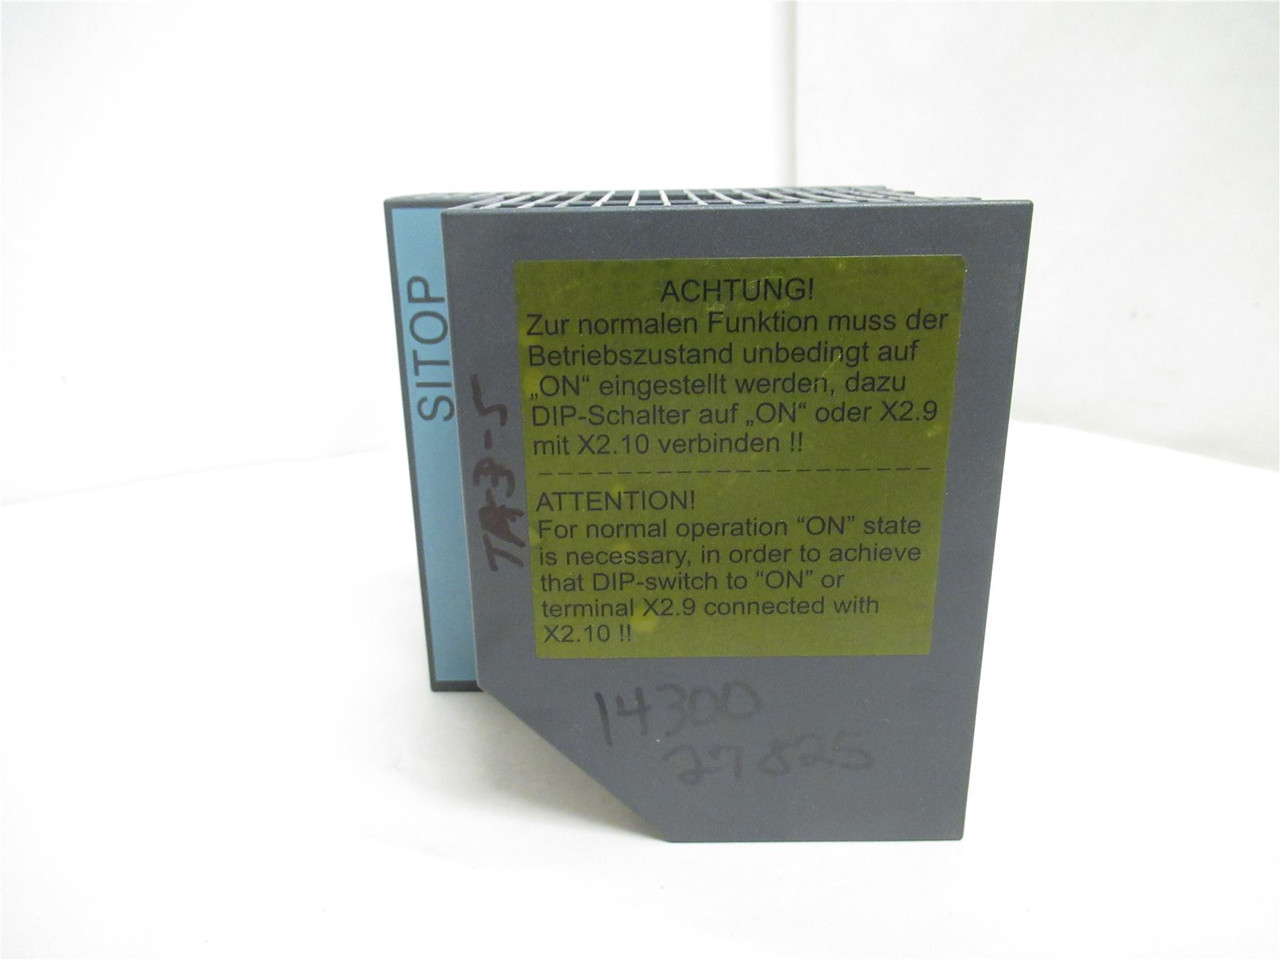 SITOP
ACHTUNG!
Zur normalen Funktion muss der
Betriebszustand unbedingt auf
„ON“ eingestellt werden, dazu
DIP-Schalter auf „ON“ oder X2.9
mit X2.10 verbinden !!
ATTENTION!
For normal operation “ON” state
is necessary, in order to achieve
that DIP-switch to “ON” or
terminal X2.9 connected with
X2.10 !!
14300
27825